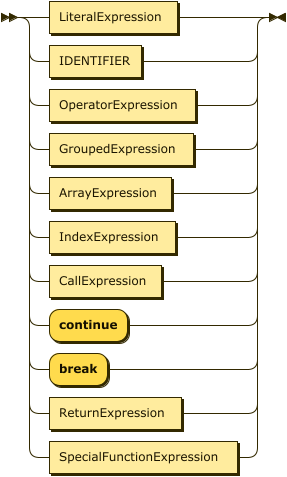 LiteralExpression
IDENTIFIER
OperatorExpression
GroupedExpression
ArrayExpression
IndexExpression
CallExpression
continue
break
ReturnExpression
SpecialFunctionExpression